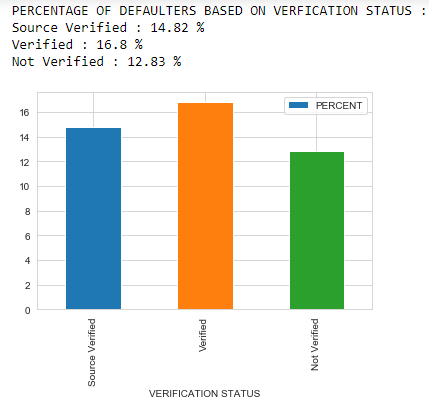 PERCENTAGE OF DEFAULTERS BASED ON VERFICATION STATUS :
Source Verified : 14.82 %
Verified : 16.8 %
Not Verified : 12.83 %
PERCENT
16
14
12
10
8
6
4
2
0
Source Verified
Verified
Not Verified
VERIFICATION STATUS